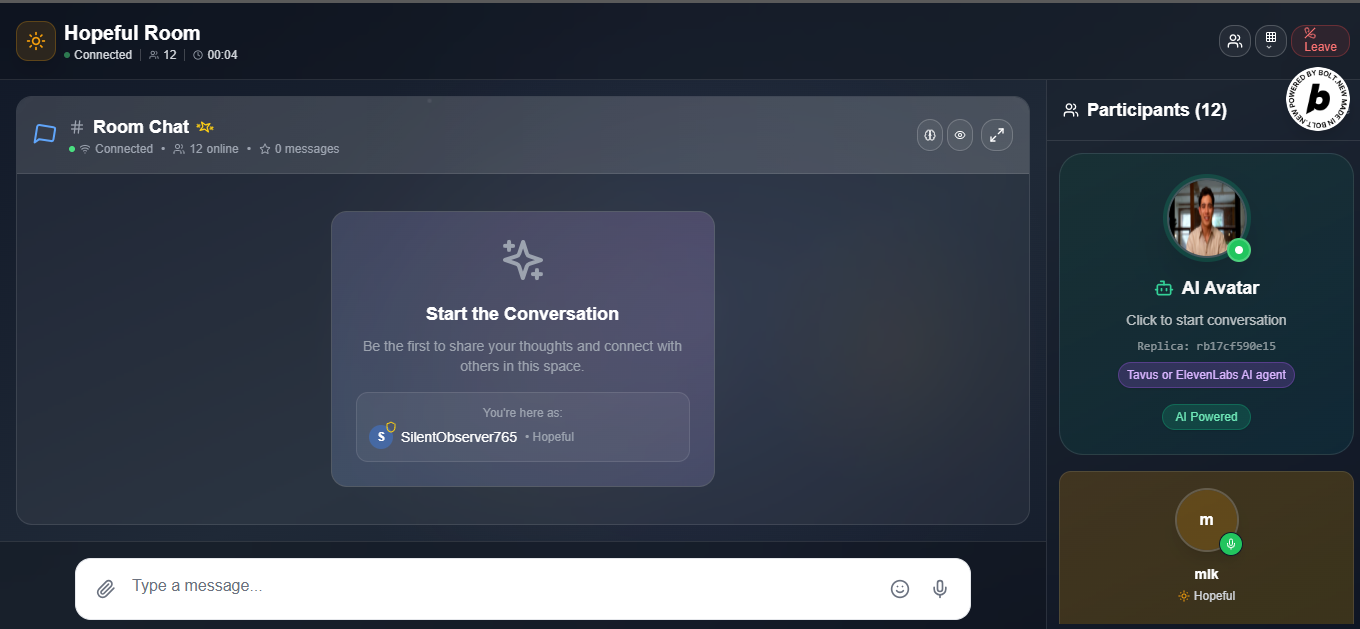 Hopeful Room
Connected 12 00:04
Leave
POWERED BY BOLT.NEW MADE IN BOLT.NEW
b
# Room Chat
Connected • 12 online • 0 messages
Start the Conversation
Be the first to share your thoughts and connect with
others in this space.
You're here as:
S SilentObserver765 • Hopeful
Type a message...
Participants (12)
AI Avatar
Click to start conversation
Replica: rb17cf590e15
Tavus or ElevenLabs AI agent
AI Powered
m
mlk
Hopeful